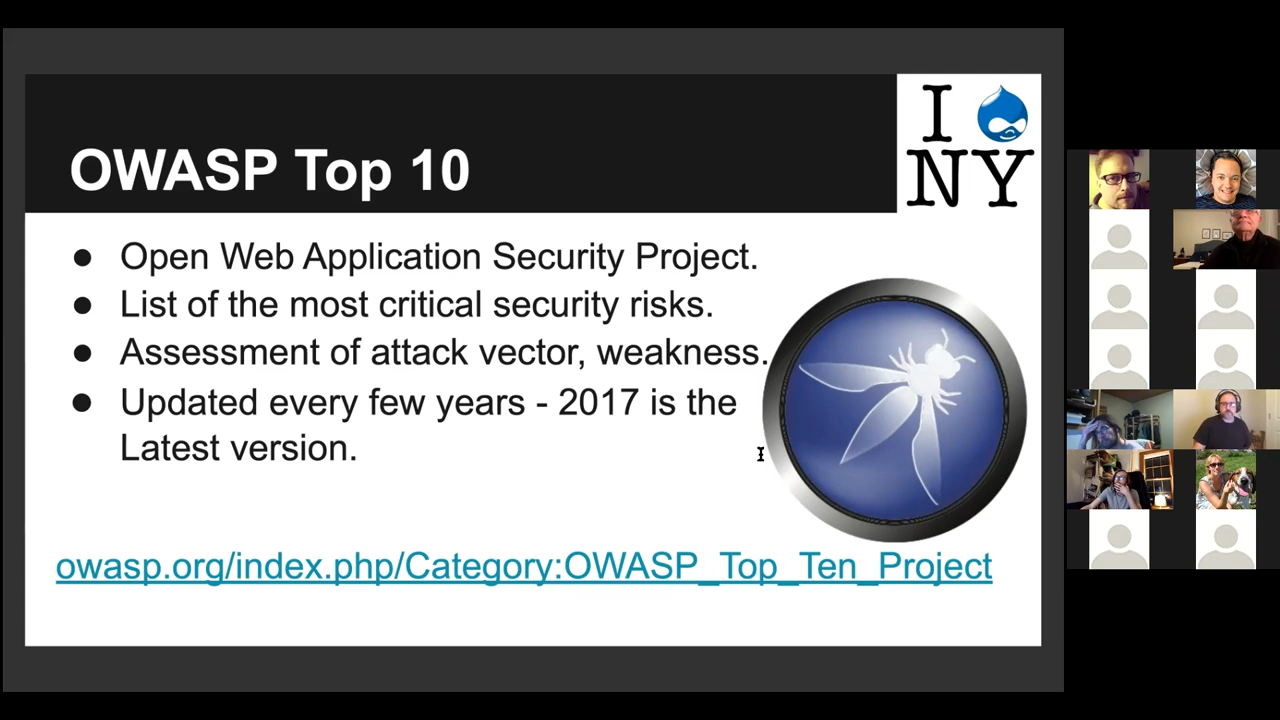 I
NY
OWASP Top 10
● Open Web Application Security Project.
● List of the most critical security risks.
● Assessment of attack vector, weakness.
● Updated every few years - 2017 is the
Latest version.
owasp.org/index.php/Category:OWASP_Top_Ten_Project